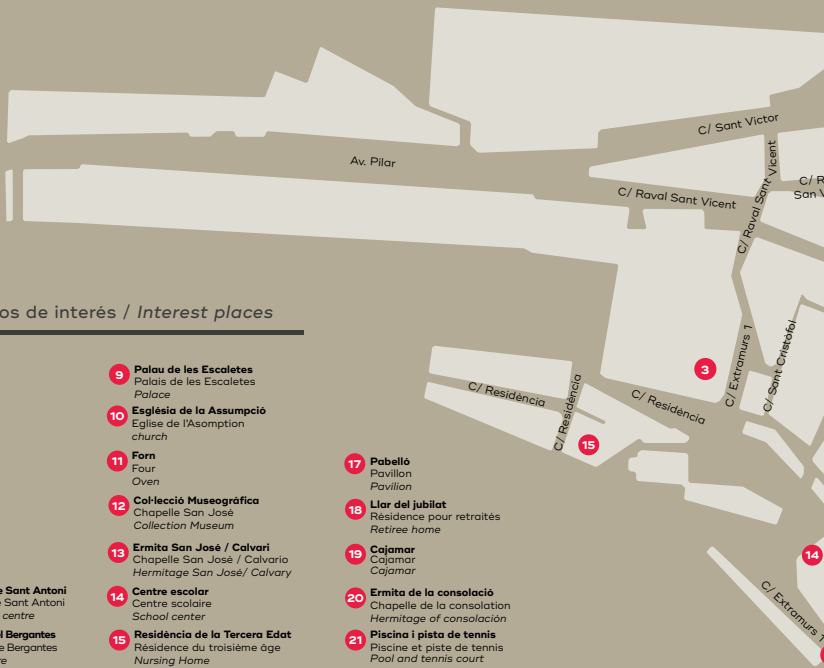 C/ Sant Victor
Av. Pilar
C/ Raval Sant Vicent
C/ Raval Sant Vicent
C/ R
San V
os de interés / Interest places
C/ Extramurs 1
C/ Sant Cristófol
3
C/ Residència
C/ Residència
C/ Residència
15
9 Palau de les Escaletes
Palais de les Escaletes
Palace
10 Església de la Assumpció
Eglise de l'Asomption
church
11 Forn
Four
Oven
12 Col·lecció Museogràfica
Chapelle San José
Collection Museum
13 Ermita San José / Calvari
Chapelle San José / Calvario
Hermitage San José/ Calvary
14 Centre escolar
Centre scolaire
School center
15 Residència de la Tercera Edat
Résidence du troisième âge
Nursing Home
17 Pabelló
Pavillon
Pavilion
18 Llar del jubilat
Résidence pour retraités
Retiree home
19 Cajamar
Cajamar
Cajamar
20 Ermita de la consolació
Chapelle de la consolation
Hermitage of consolación
21 Piscina i pista de tennis
Piscine et piste de tennis
Pool and tennis court
e Sant Antoni
e Sant Antoni
centre
el Bergantes
e Bergantes
re
14
C/ Extramurs 1